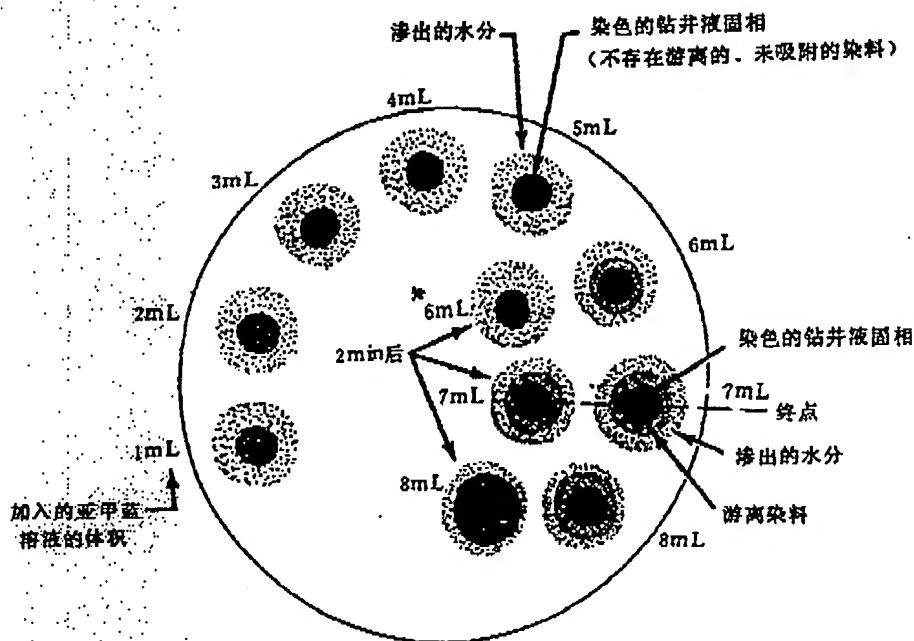 渗出的水分
染色的钻井液固相
（不存在游离的．未吸附的染料）
4mL
5mL
3mL
6mL
2mL
*
6mL
2min后
染色的钻井液固相
7mL
7mL
终点
1mL
渗出的水分
8mL
加入的亚甲蓝
溶液的体积
游离染料
8mL